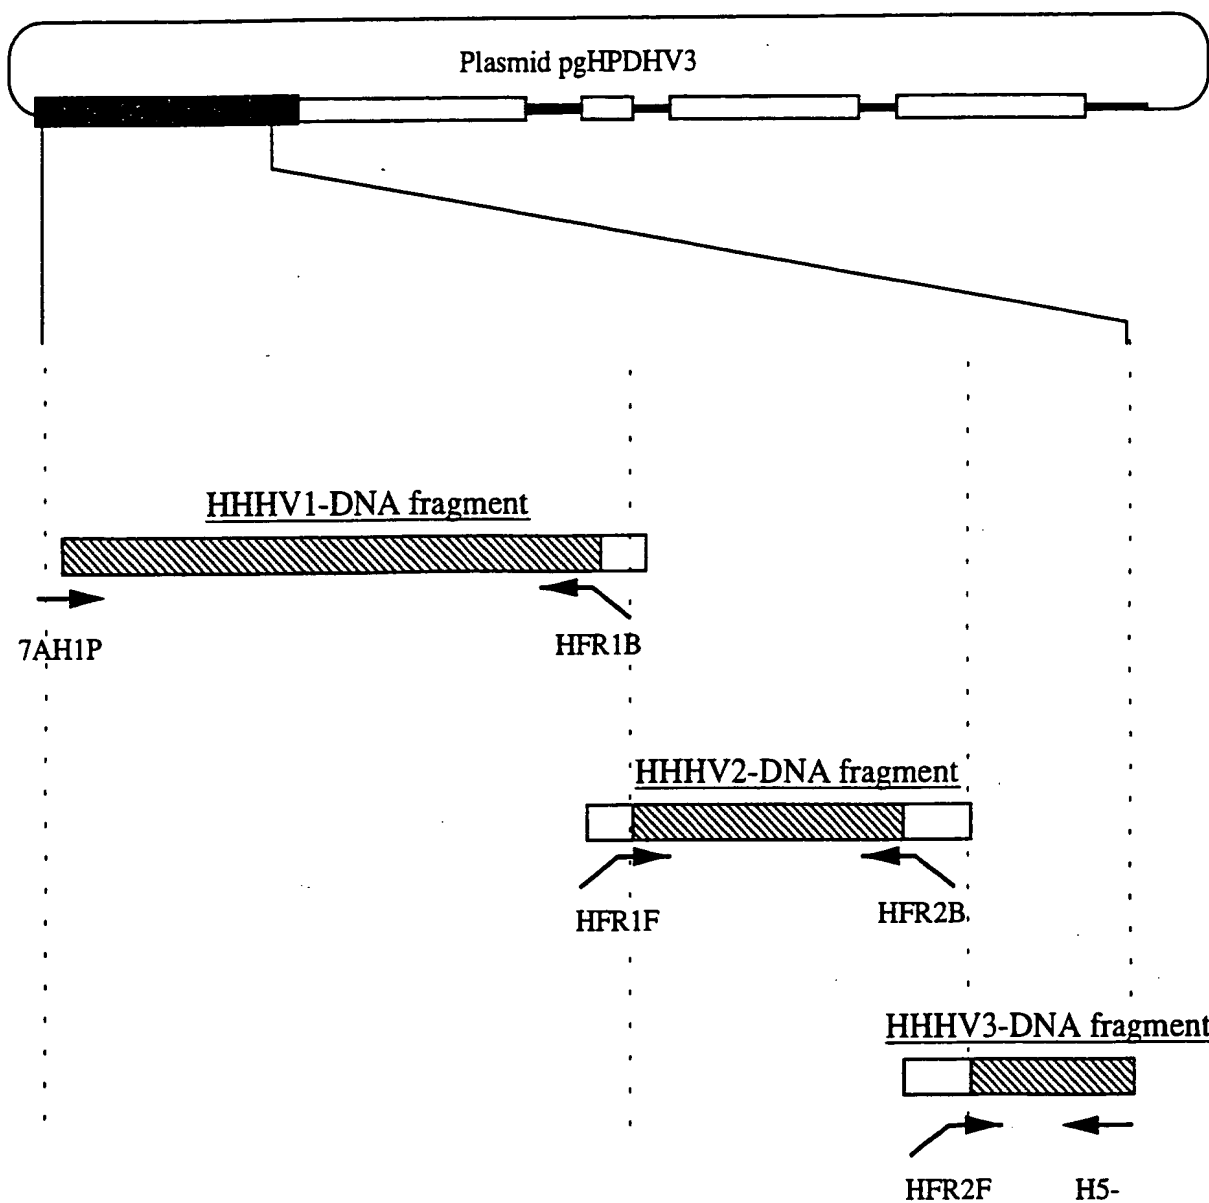 Plasmid pgHPDHV3
HHHV1-DNA fragment
7AH1P
HFR1B
HHHV2-DNA fragment
HFR1F
HFR2B
HHHV3-DNA fragment
HFR2F
H5-